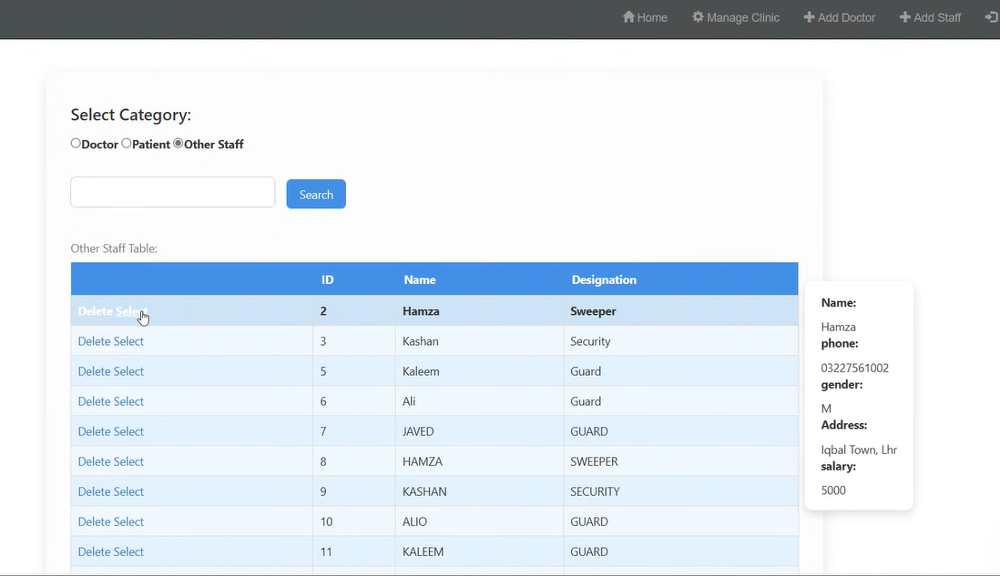 Home Manage Clinic Add Doctor Add Staff
Select Category:
Doctor Patient Other Staff
Search
Other Staff Table:
ID Name Designation
Delete Select 2 Hamza Sweeper
Delete Select 3 Kashan Security
Delete Select 5 Kaleem Guard
Delete Select 6 Ali Guard
Delete Select 7 JAVED GUARD
Delete Select 8 HAMZA SWEEPER
Delete Select 9 KASHAN SECURITY
Delete Select 10 ALIO GUARD
Delete Select 11 KALEEM GUARD
Name:
Hamza
phone:
03227561002
gender:
M
Address:
Iqbal Town, Lhr
salary:
5000